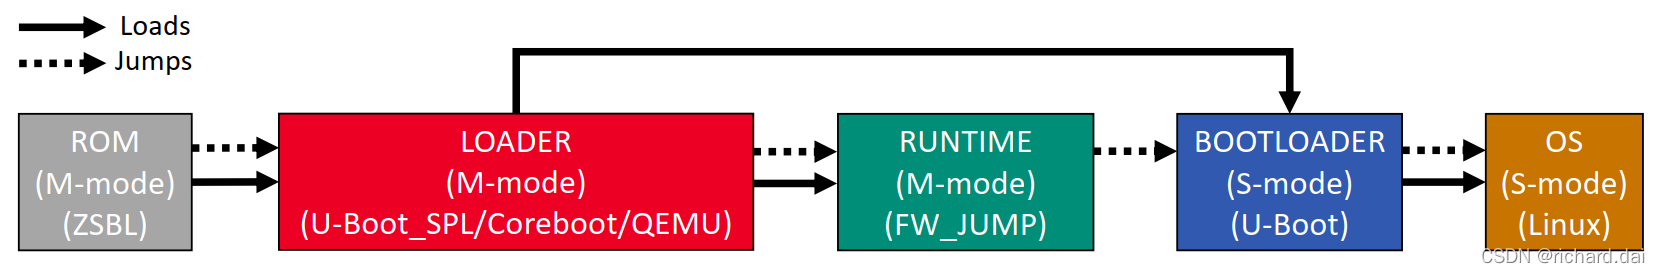 Loads
Jumps
ROM
(M-mode)
(ZSBL)
LOADER
(M-mode)
(U-Boot_SPL/Coreboot/QEMU)
RUNTIME
(M-mode)
(FW_JUMP)
BOOTLOADER
(S-mode)
(U-Boot)
OS
(S-mode)
(Linux)
CSDN @richard.dai